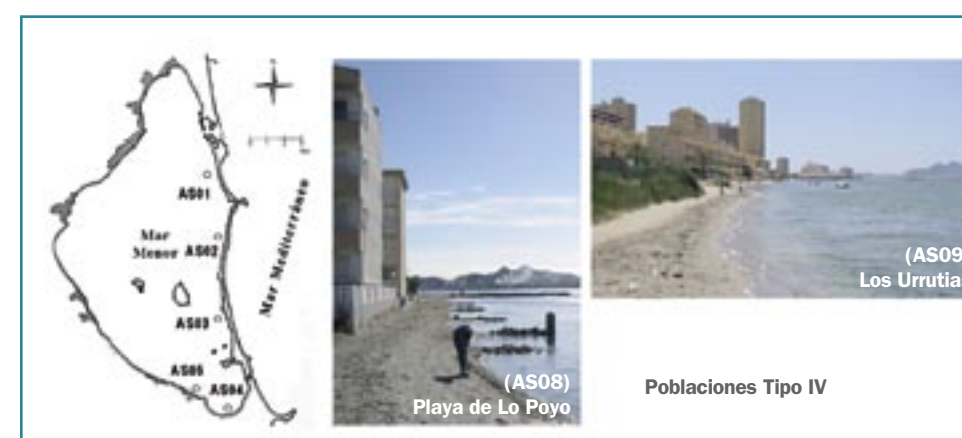 AS01
Mar
Menor
AS02
Mar Mediterráneo
AS03
AS05
AS04
(AS08)
Playa de Lo Poyo
(AS09
Los Urrutia
Poblaciones Tipo IV